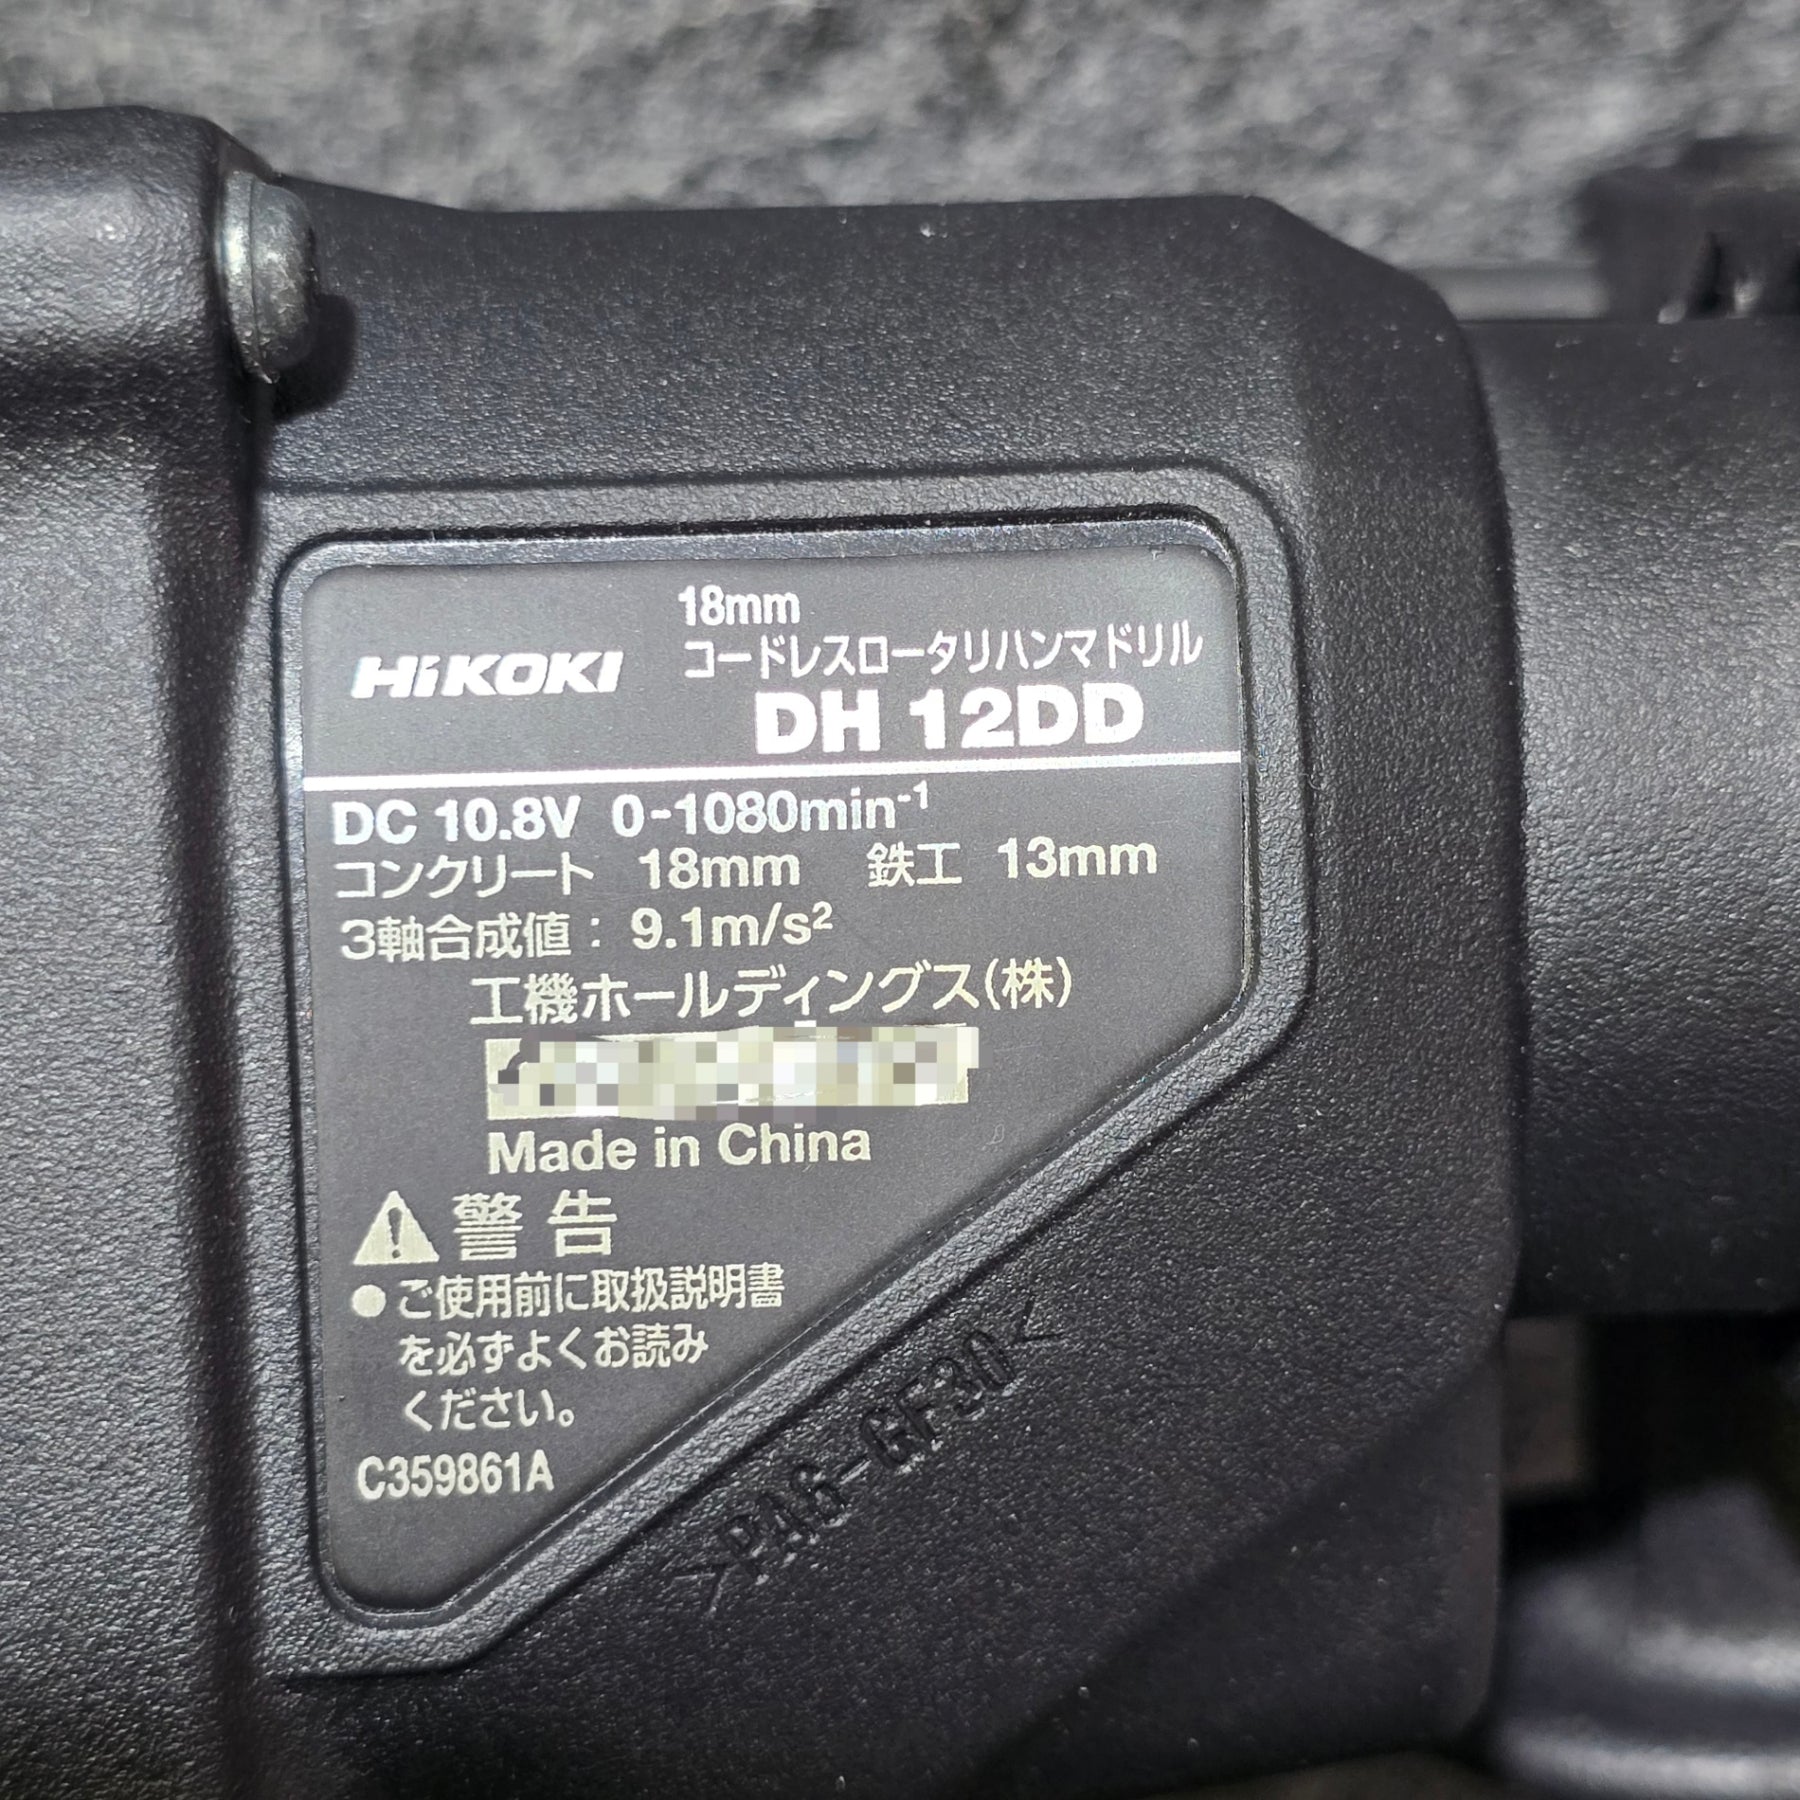 18mm
HiKOKI コードレスロータリハンマドリル
DH 12DD
DC 10.8V 0-1080min-¹
コンクリート 18mm 鉄工 13mm
3軸合成値: 9.1m/s²
工機ホールディングス(株)
Made in China
⚠警告
●ご使用前に取扱説明書
を必ずよくお読み
ください。
C359861A
>PA6-GF30<